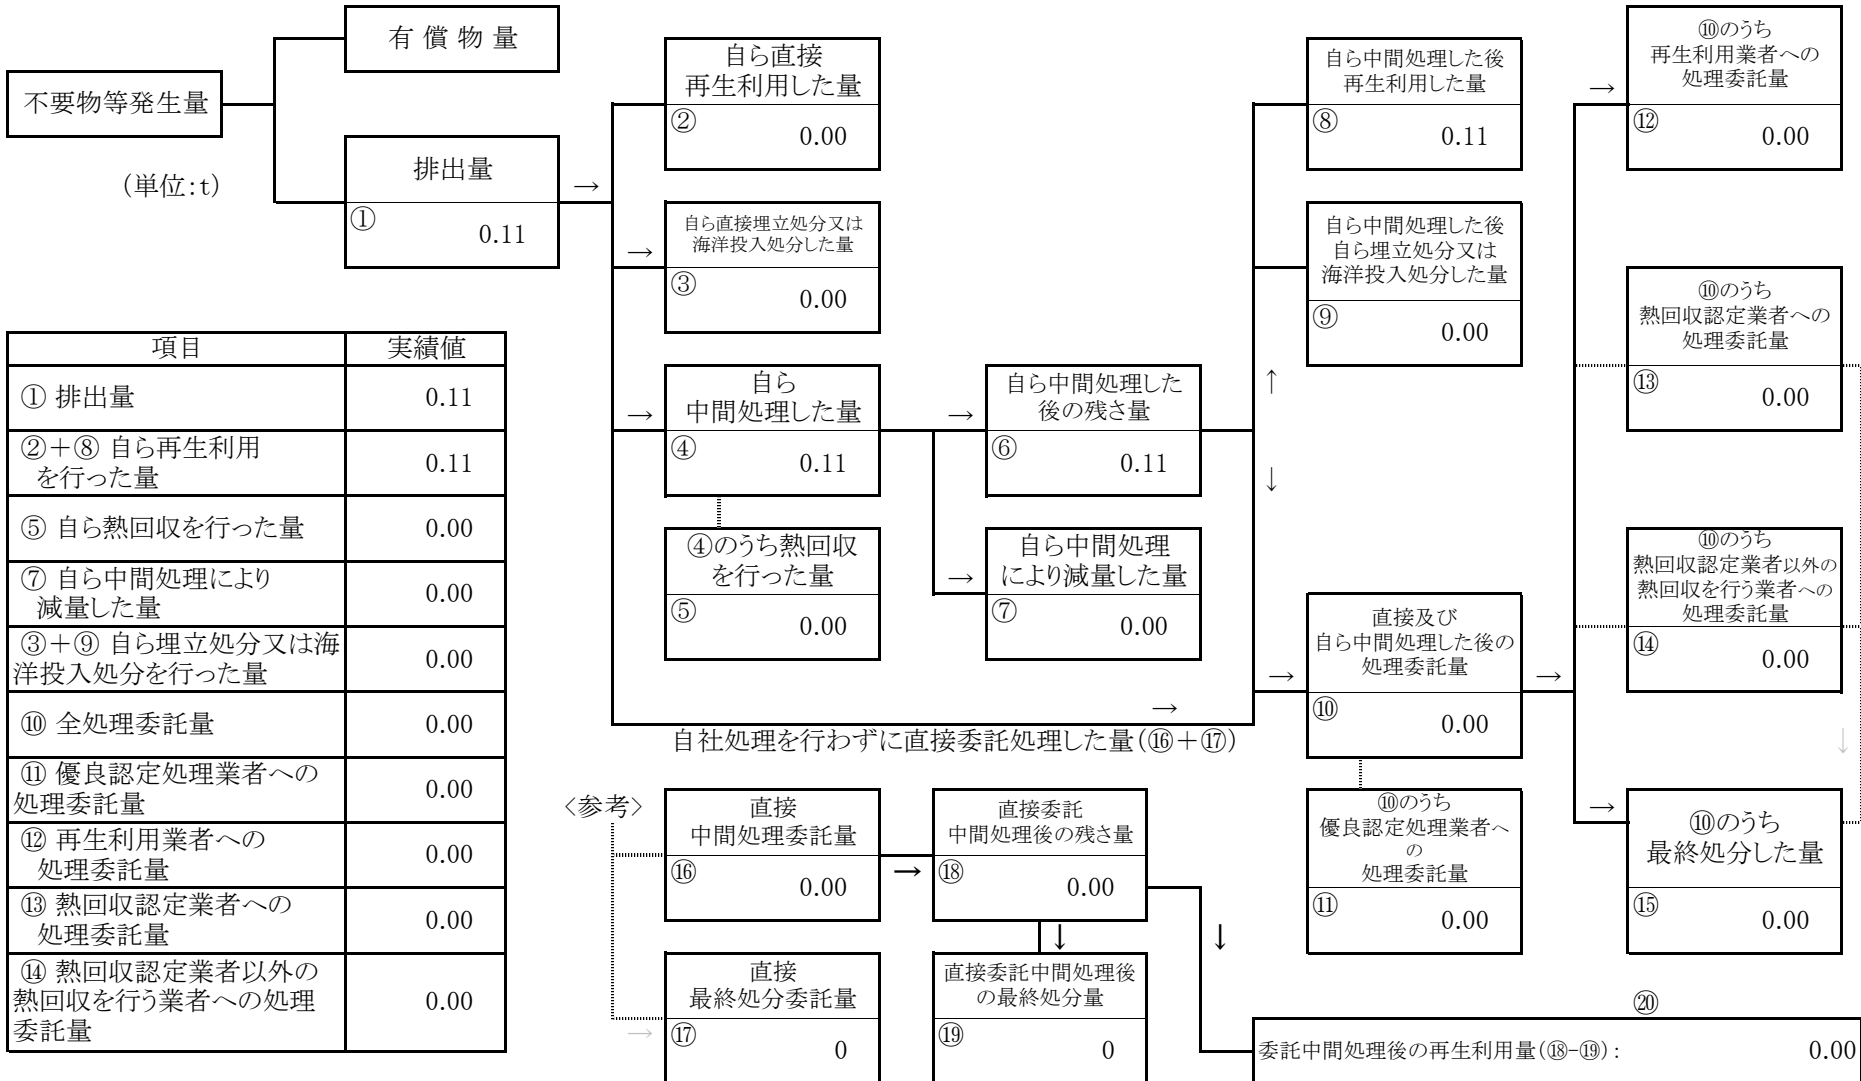 有 償 物 量
不要物等発生量
(単位:t)
排出量
①
0.11
→
自ら直接
再生利用した量
②
0.00
→
自ら直接埋立処分又は
海洋投入処分した量
③
0.00
→
自ら
中間処理した量
④
0.11
④のうち熱回収
を行った量
⑤
0.00
→
自ら中間処理した
後の残さ量
⑥
0.11
→
自ら中間処理
により減量した量
⑦
0.00
↑
↓
自ら中間処理した後
再生利用した量
⑧
0.11
自ら中間処理した後
自ら埋立処分又は
海洋投入処分した量
⑨
0.00
→
自社処理を行わずに直接委託処理した量(⑯+⑰)
→
直接及び
自ら中間処理した後の
処理委託量
⑩
0.00
⑩のうち
優良認定処理業者へ
の
処理委託量
⑪
0.00
→
→
⑩のうち
再生利用業者への
処理委託量
⑫
0.00
⑩のうち
熱回収認定業者への
処理委託量
⑬
0.00
⑩のうち
熱回収認定業者以外の
熱回収を行う業者への
処理委託量
⑭
0.00
↓
→
⑩のうち
最終処分した量
⑮
0.00
項目 実績値
① 排出量 0.11
②+⑧ 自ら再生利用
を行った量 0.11
⑤ 自ら熱回収を行った量 0.00
⑦ 自ら中間処理により
減量した量 0.00
③+⑨ 自ら埋立処分又は海
洋投入処分を行った量 0.00
⑩ 全処理委託量 0.00
⑪ 優良認定処理業者への
処理委託量 0.00
⑫ 再生利用業者への
処理委託量 0.00
⑬ 熱回収認定業者への
処理委託量 0.00
⑭ 熱回収認定業者以外の
熱回収を行う業者への処理
委託量 0.00
<参考>
直接
中間処理委託量
⑯
0.00
→
直接委託
中間処理後の残さ量
⑱
0.00
↓
↓
→
直接
最終処分委託量
⑰
0
直接委託中間処理後
の最終処分量
⑲
0
⑳
委託中間処理後の再生利用量(⑱-⑲): 0.00